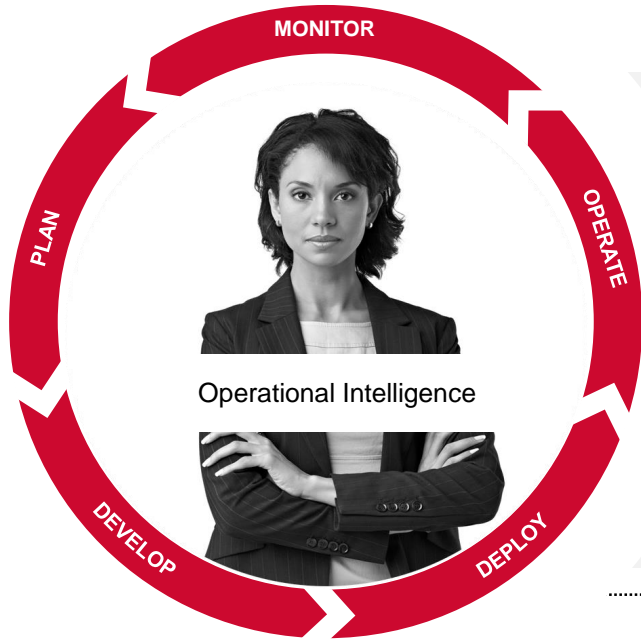 MONITOR
OPERATE
PLAN
Operational Intelligence
DEVELOP
DEPLOY
........